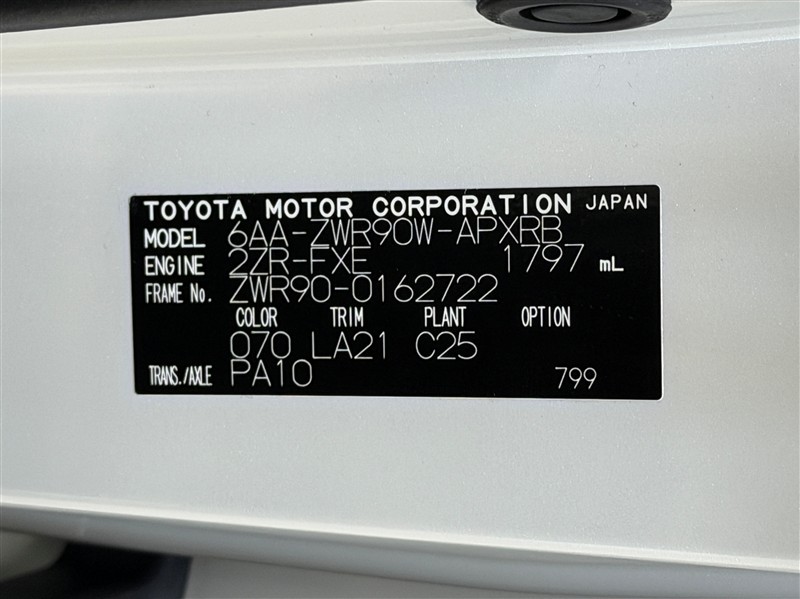 TOYOTA MOTOR CORPORATION JAPAN
MODEL 6AA-ZWR90W-APXRB
ENGINE 2ZR-FXE 1797 mL
FRAME No. ZWR90-0162722
COLOR TRIM PLANT OPTION
070 LA21 C25
TRANS./AXLE PA10 799